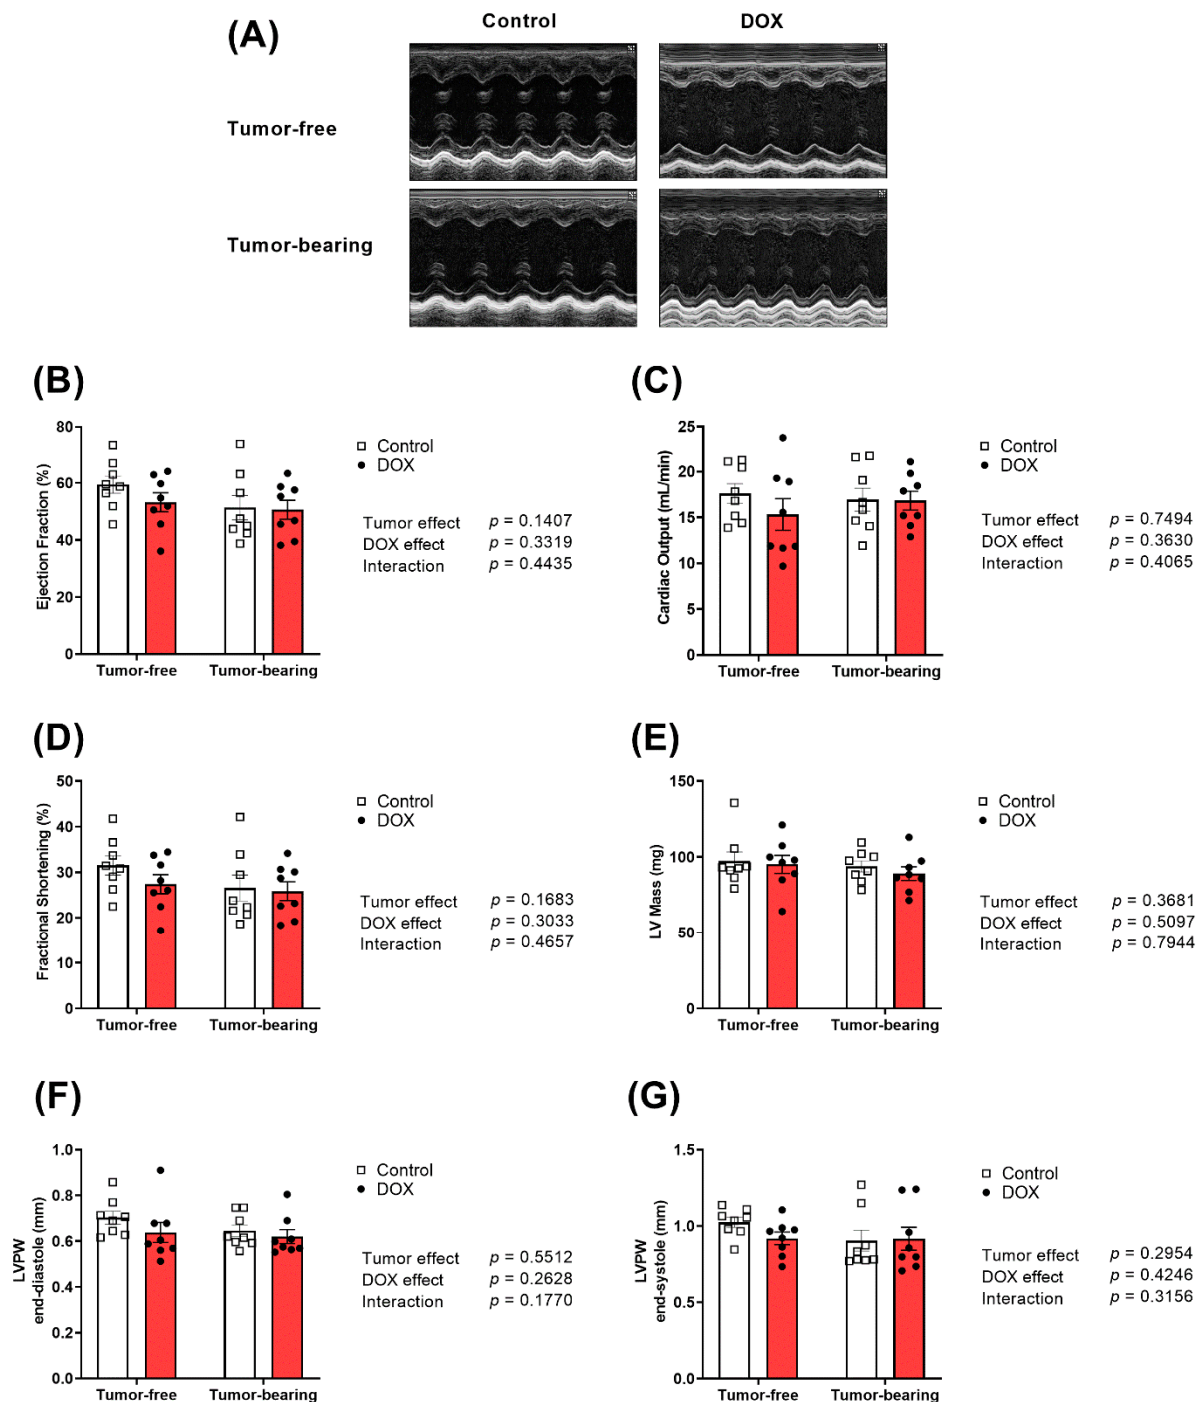 (A)
Control
DOX
Tumor-free
Tumor-bearing
(B)
80
60
40
20
0
Ejection Fraction (%)
Tumor-free
Tumor-bearing
Control
DOX
Tumor effect p = 0.1407
DOX effect p = 0.3319
Interaction p = 0.4435
(C)
25
20
15
10
5
0
Cardiac Output (mL/min)
Tumor-free
Tumor-bearing
Control
DOX
Tumor effect p = 0.7494
DOX effect p = 0.3630
Interaction p = 0.4065
(D)
50
40
30
20
10
0
Fractional Shortening (%)
Tumor-free
Tumor-bearing
Control
DOX
Tumor effect p = 0.1683
DOX effect p = 0.3033
Interaction p = 0.4657
(E)
150
100
50
0
LV Mass (mg)
Tumor-free
Tumor-bearing
Control
DOX
Tumor effect p = 0.3681
DOX effect p = 0.5097
Interaction p = 0.7944
(F)
1.0
0.8
0.6
0.4
0.2
0.0
LVPW
end-diastole (mm)
Tumor-free
Tumor-bearing
Control
DOX
Tumor effect p = 0.5512
DOX effect p = 0.2628
Interaction p = 0.1770
(G)
1.5
1.0
0.5
0.0
LVPW
end-systole (mm)
Tumor-free
Tumor-bearing
Control
DOX
Tumor effect p = 0.2954
DOX effect p = 0.4246
Interaction p = 0.3156